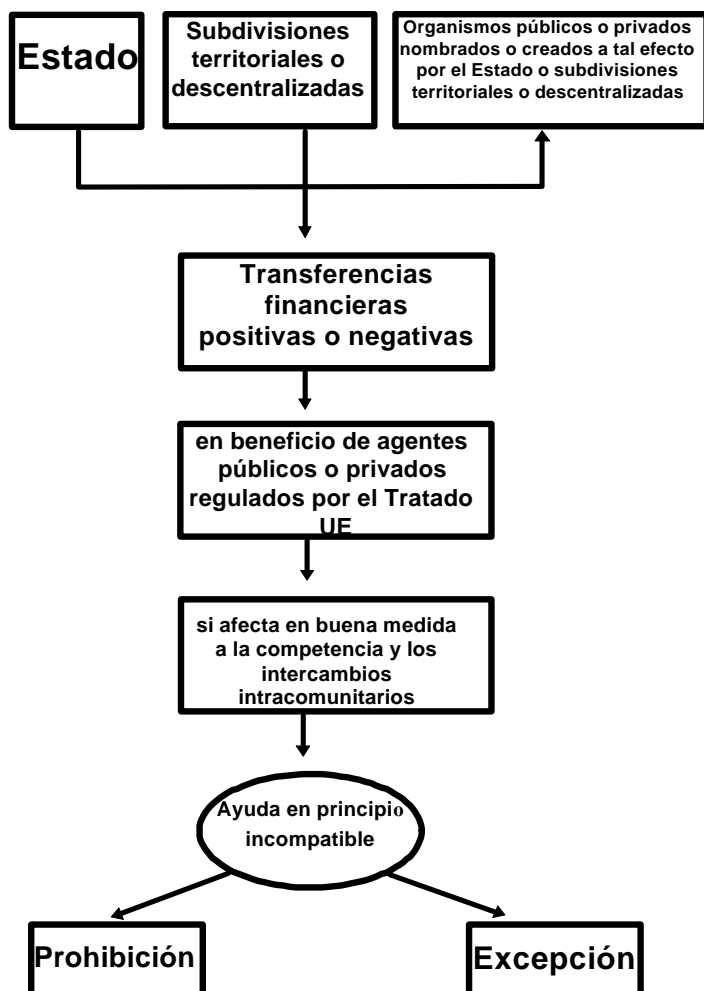 Estado
Subdivisiones
territoriales o
descentralizadas
Organismos públicos o privados
nombrados o creados a tal efecto
por el Estado o subdivisiones
territoriales o descentralizadas
Transferencias
financieras
positivas o negativas
en beneficio de agentes
públicos o privados
regulados por el Tratado
UE
si afecta en buena medida
a la competencia y los
intercambios
intracomunitarios
Ayuda en principio
incompatible
Prohibición
Excepción